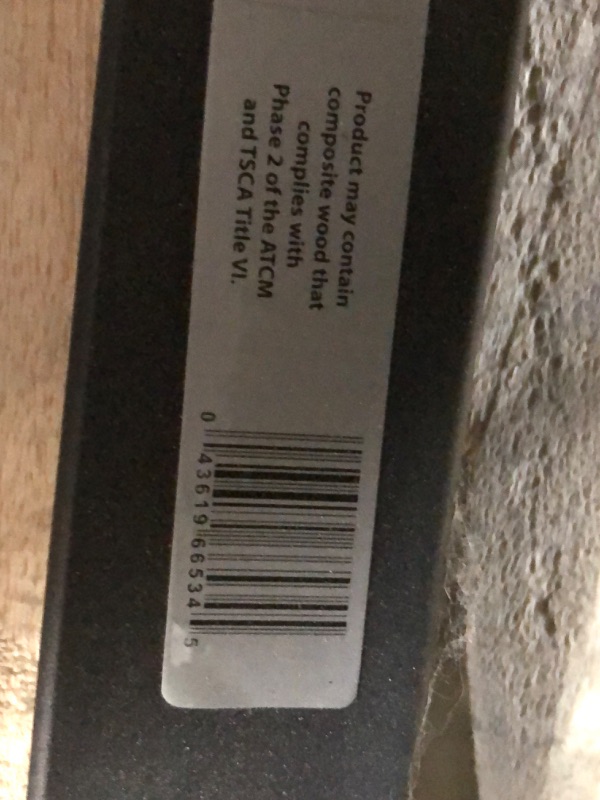 Product may contain
composite wood that
complies with
Phase 2 of the ATCM
and TSCA Title VI.
0 43619 66534 5